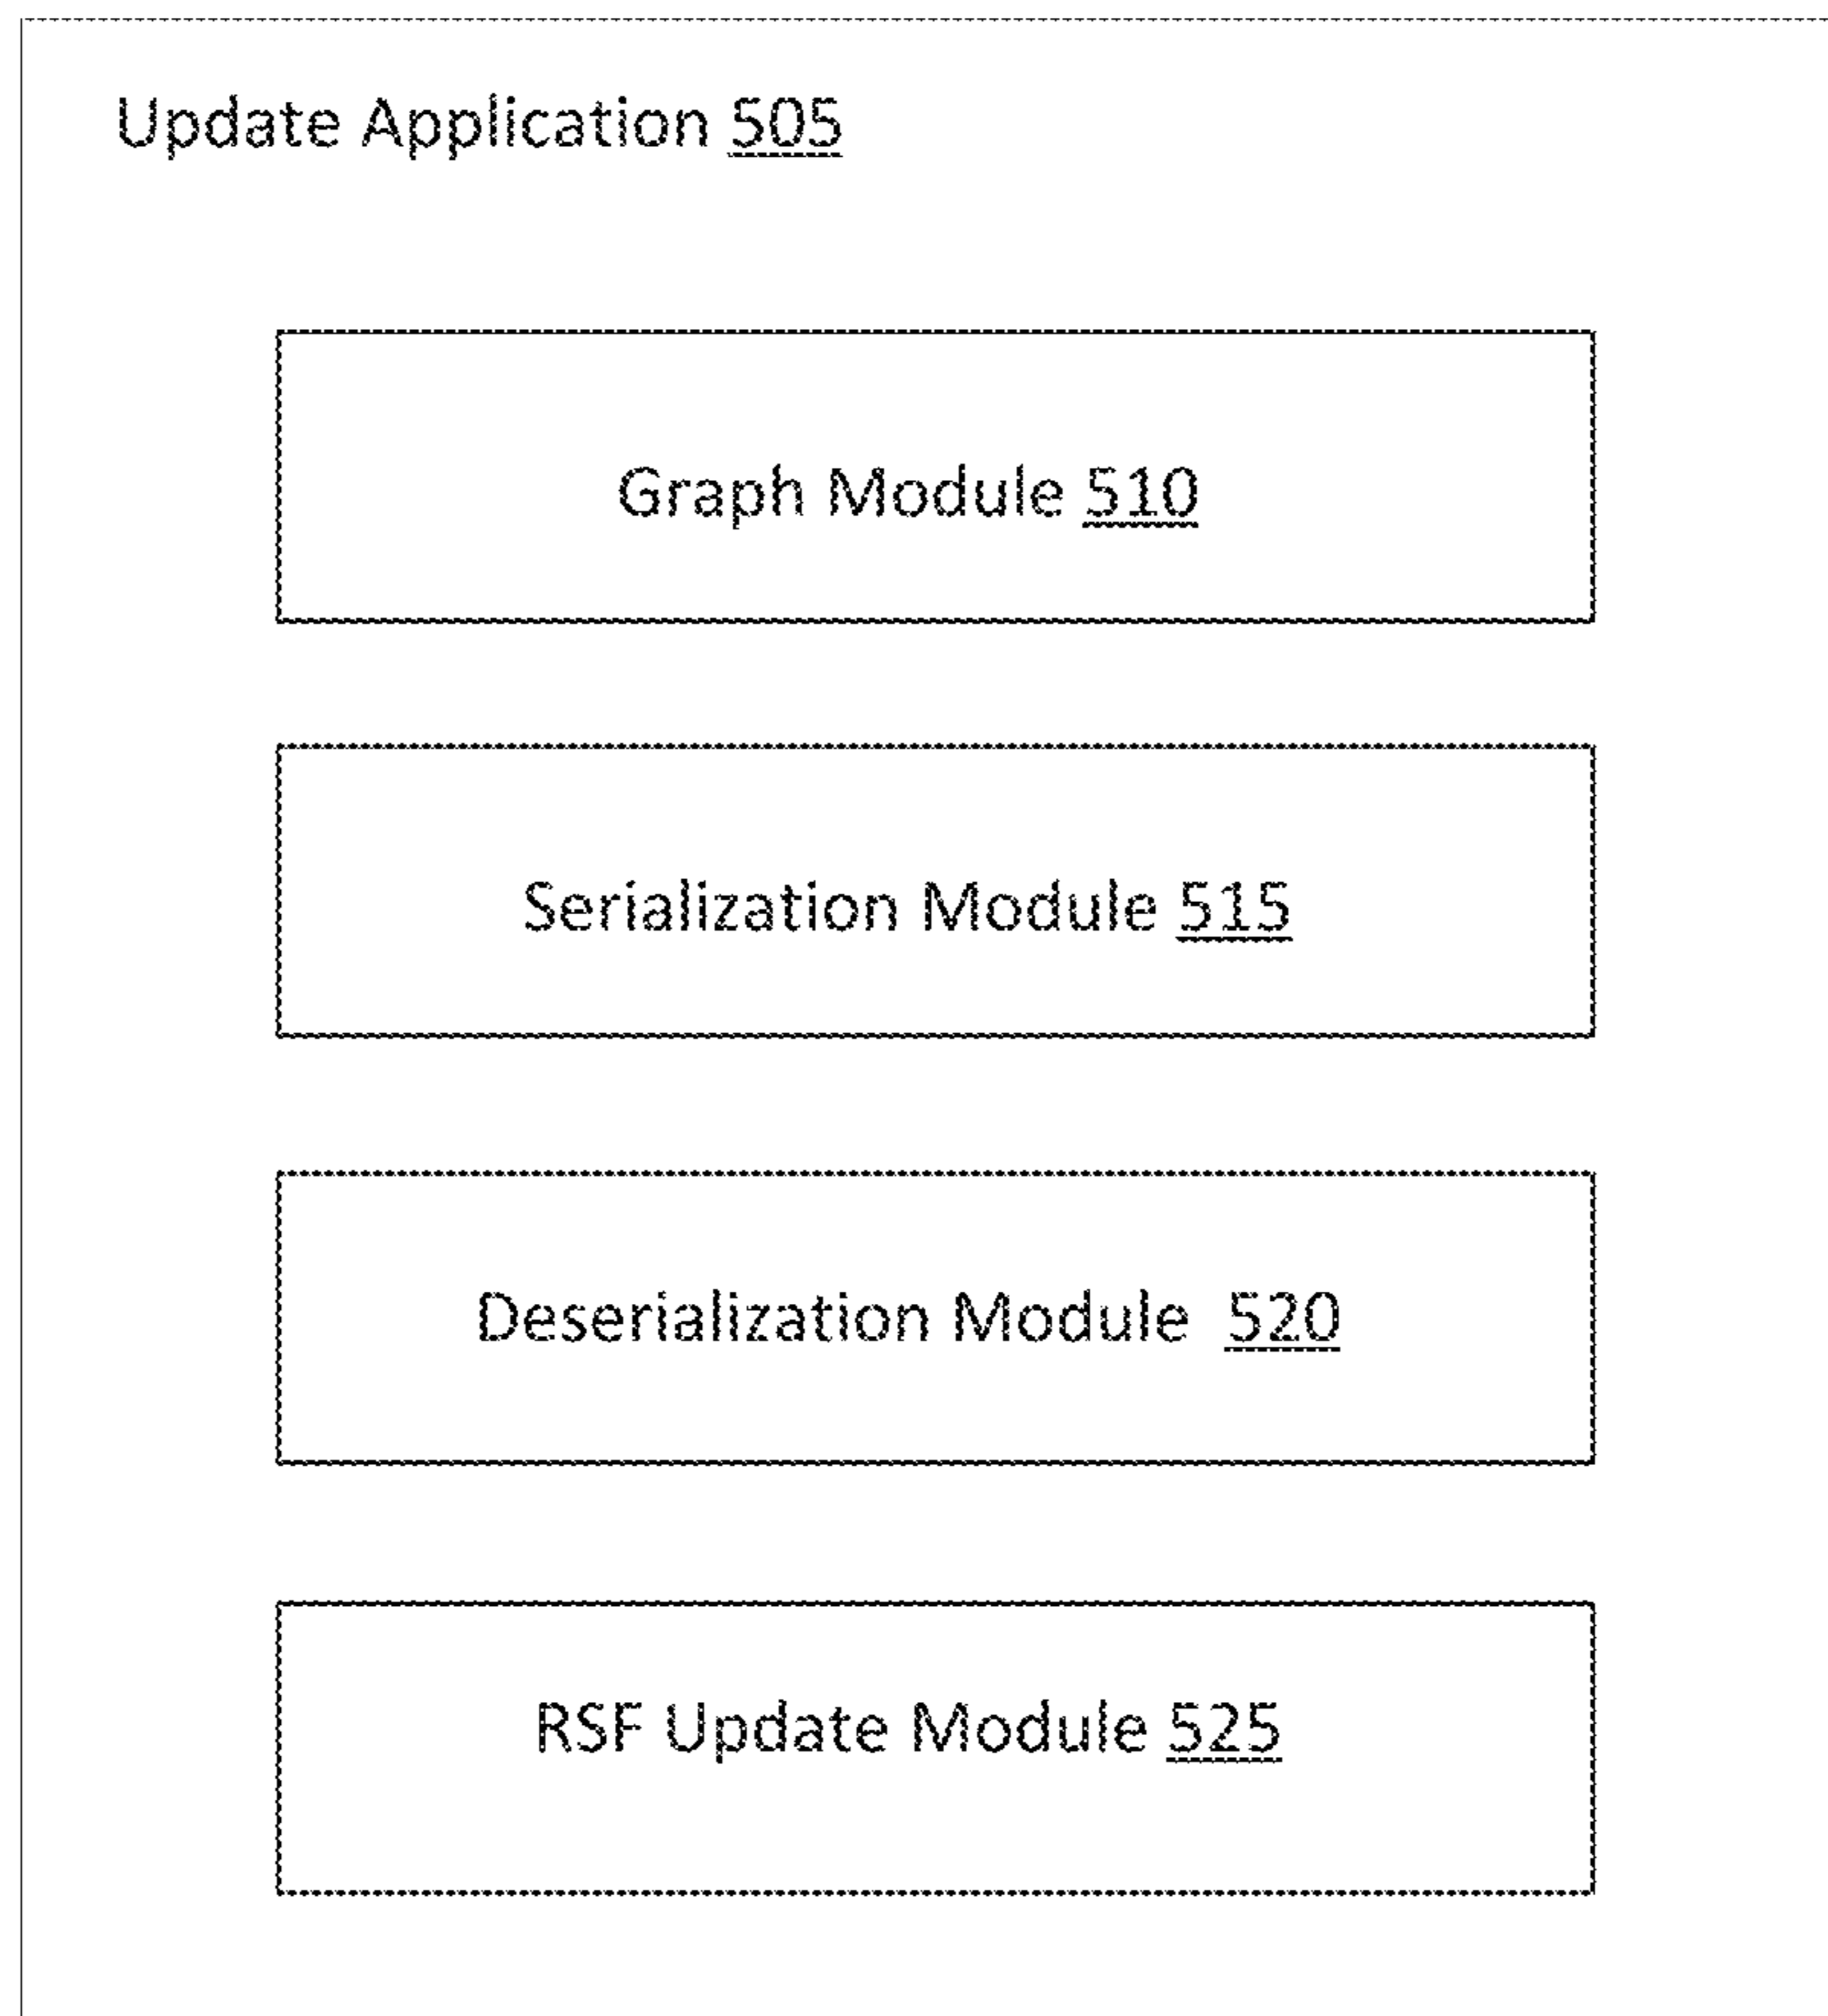 Update Application 505
Graph Module 510
Serialization Module 515
Deserialization Module 520
RSF Update Module 525